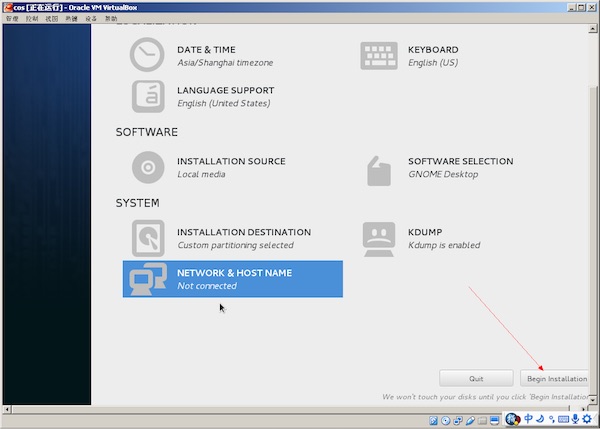 cos [正在运行] - Oracle VM VirtualBox
管理 控制 视图 热键 设备 帮助
DATE & TIME
Asia/Shanghai timezone
KEYBOARD
English (US)
LANGUAGE SUPPORT
English (United States)
SOFTWARE
INSTALLATION SOURCE
Local media
SOFTWARE SELECTION
GNOME Desktop
SYSTEM
INSTALLATION DESTINATION
Custom partitioning selected
KDUMP
Kdump is enabled
NETWORK & HOST NAME
Not connected
Quit
Begin Installation
We won't touch your disks until you click 'Begin Installation
中